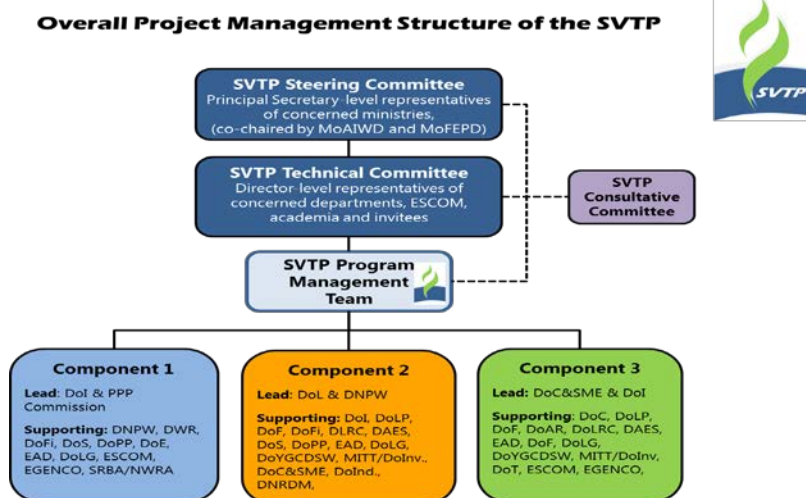 Overall Project Management Structure of the SVTP
SVTP
SVTP Steering Committee
Principal Secretary-level representatives
of concerned ministries,
(co-chaired by MoAIWD and MoFEPD)
SVTP Technical Committee
Director-level representatives of
concerned departments, ESCOM,
academia and invitees
SVTP
Consultative
Committee
SVTP Program
Management
Team
Component 1
Lead: DoI & PPP
Commission
Supporting: DNPW, DWR,
DoFi, DoS, DoPP, DoE,
EAD, DoLG, ESCOM,
EGENCO, SRBA/NWRA
Component 2
Lead: DoL & DNPW
Supporting: DoI, DoLP,
DoF, DoFi, DLRC, DAES,
DoS, DoPP, EAD, DoLG,
DoYGCDSW, MITT/DoInv.,
DoC&SME, DoInd.,
DNRDM,
Component 3
Lead: DoC&SME & DoI
Supporting: DoC, DoLP,
DoF, DoAR, DoLRC, DAES,
EAD, DoF, DoLG,
DoYGCDSW, MITT/DoInv,
DoT, ESCOM, EGENCO,